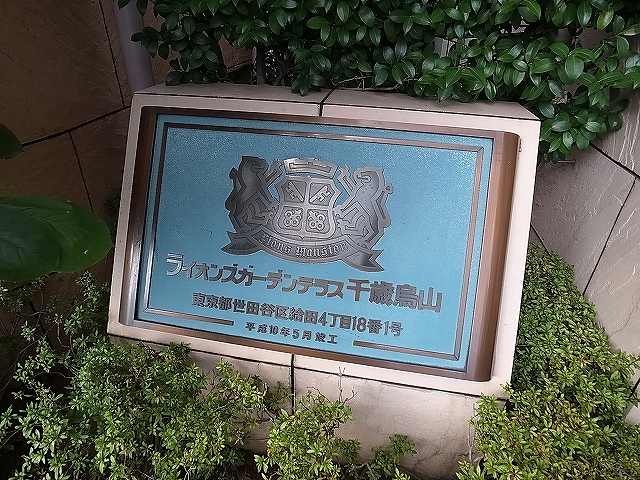 Lions Mansion
ライオンズガーデンテラス千歳烏山
東京都世田谷区給田4丁目18番1号
平成10年5月竣工